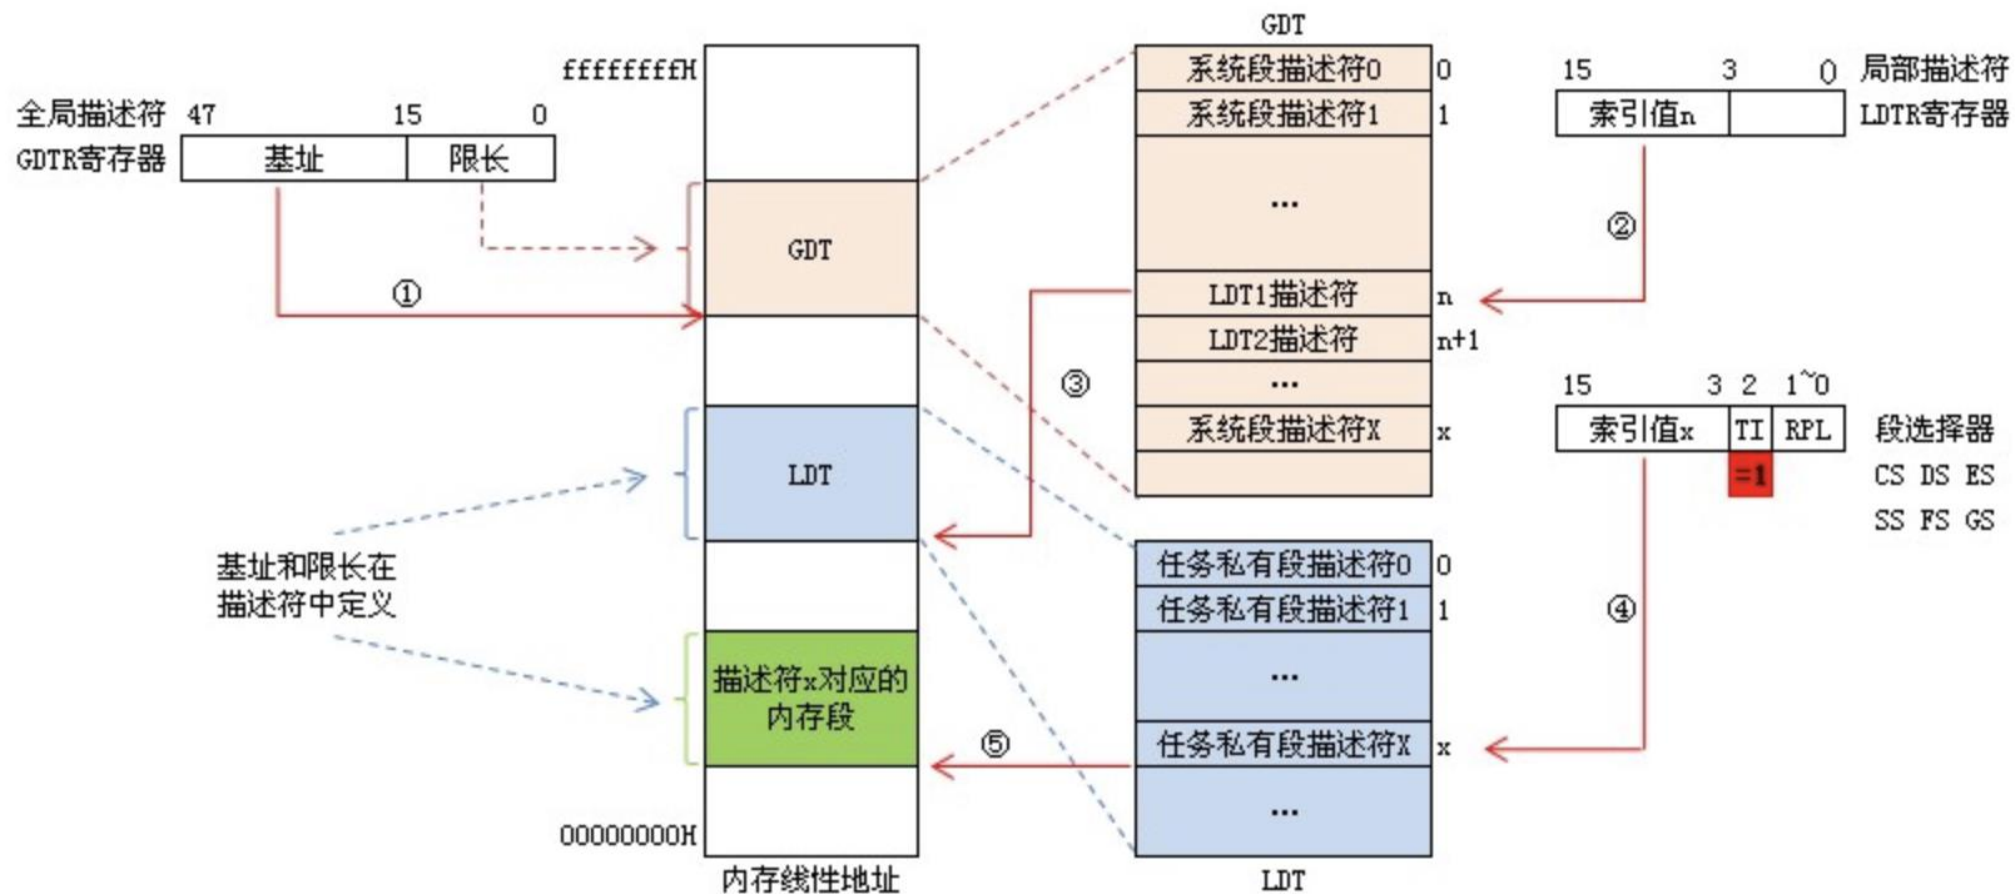 GDT
ffffffffH
系统段描述符0 0
15 3 0 局部描述符
全局描述符 47 15 0
系统段描述符1 1
索引值n LDTR寄存器
GDTR寄存器 基址 限长
...
②
GDT
①
LDT1描述符 n
LDT2描述符 n+1
③
...
15 3 2 1~0
系统段描述符X x
索引值x TI RPL 段选择器
LDT
=1 CS DS ES
SS FS GS
基址和限长在
描述符中定义
任务私有段描述符0 0
任务私有段描述符1 1
④
...
描述符x对应的
内存段
⑤
任务私有段描述符X x
...
00000000H
内存线性地址
LDT